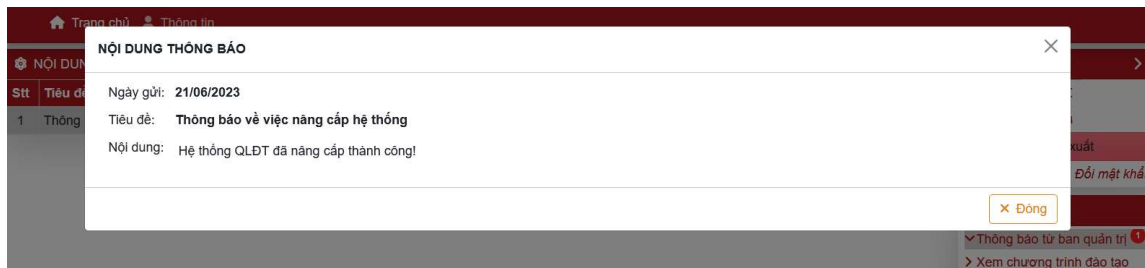 Trang chủ Thông tin
NỘI DUNG THÔNG BÁO
NỘI DUN
Stt Tiêu đ
1 Thông
Ngày gửi: 21/06/2023
Tiêu đề: Thông báo về việc nâng cấp hệ thống
Nội dung: Hệ thống QLĐT đã nâng cấp thành công!
Đóng
xuất
Đổi mật khẩ
Thông báo từ ban quản trị 1
Xem chương trình đào tạo